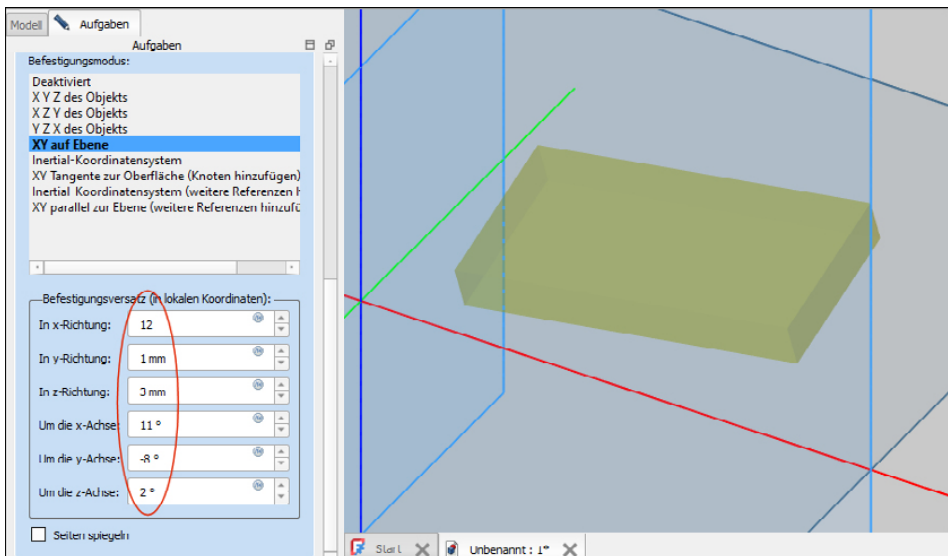 Modell
Aufgaben
Aufgaben
Befestigungsmodus:
Deaktiviert
X Y Z des Objekts
X Z Y des Objekts
Y Z X des Objekts
XY auf Ebene
Inertial-Koordinatensystem
XY Tangente zur Oberfläche (Knoten hinzufügen)
Inertial Koordinatensystem (weitere Referenzen h
XY parallel zur Ebene (weitere Referenzen hinzufü
Befestigungsversatz (in lokalen Koordinaten):
In x-Richtung: 12
In y-Richtung: 1 mm
In z-Richtung: mm
Um die x-Achse: 11 °
Um die y-Achse: -8 °
Um die z-Achse: 2 °
Seiten spiegeln
Start
Unbenannt : 1*